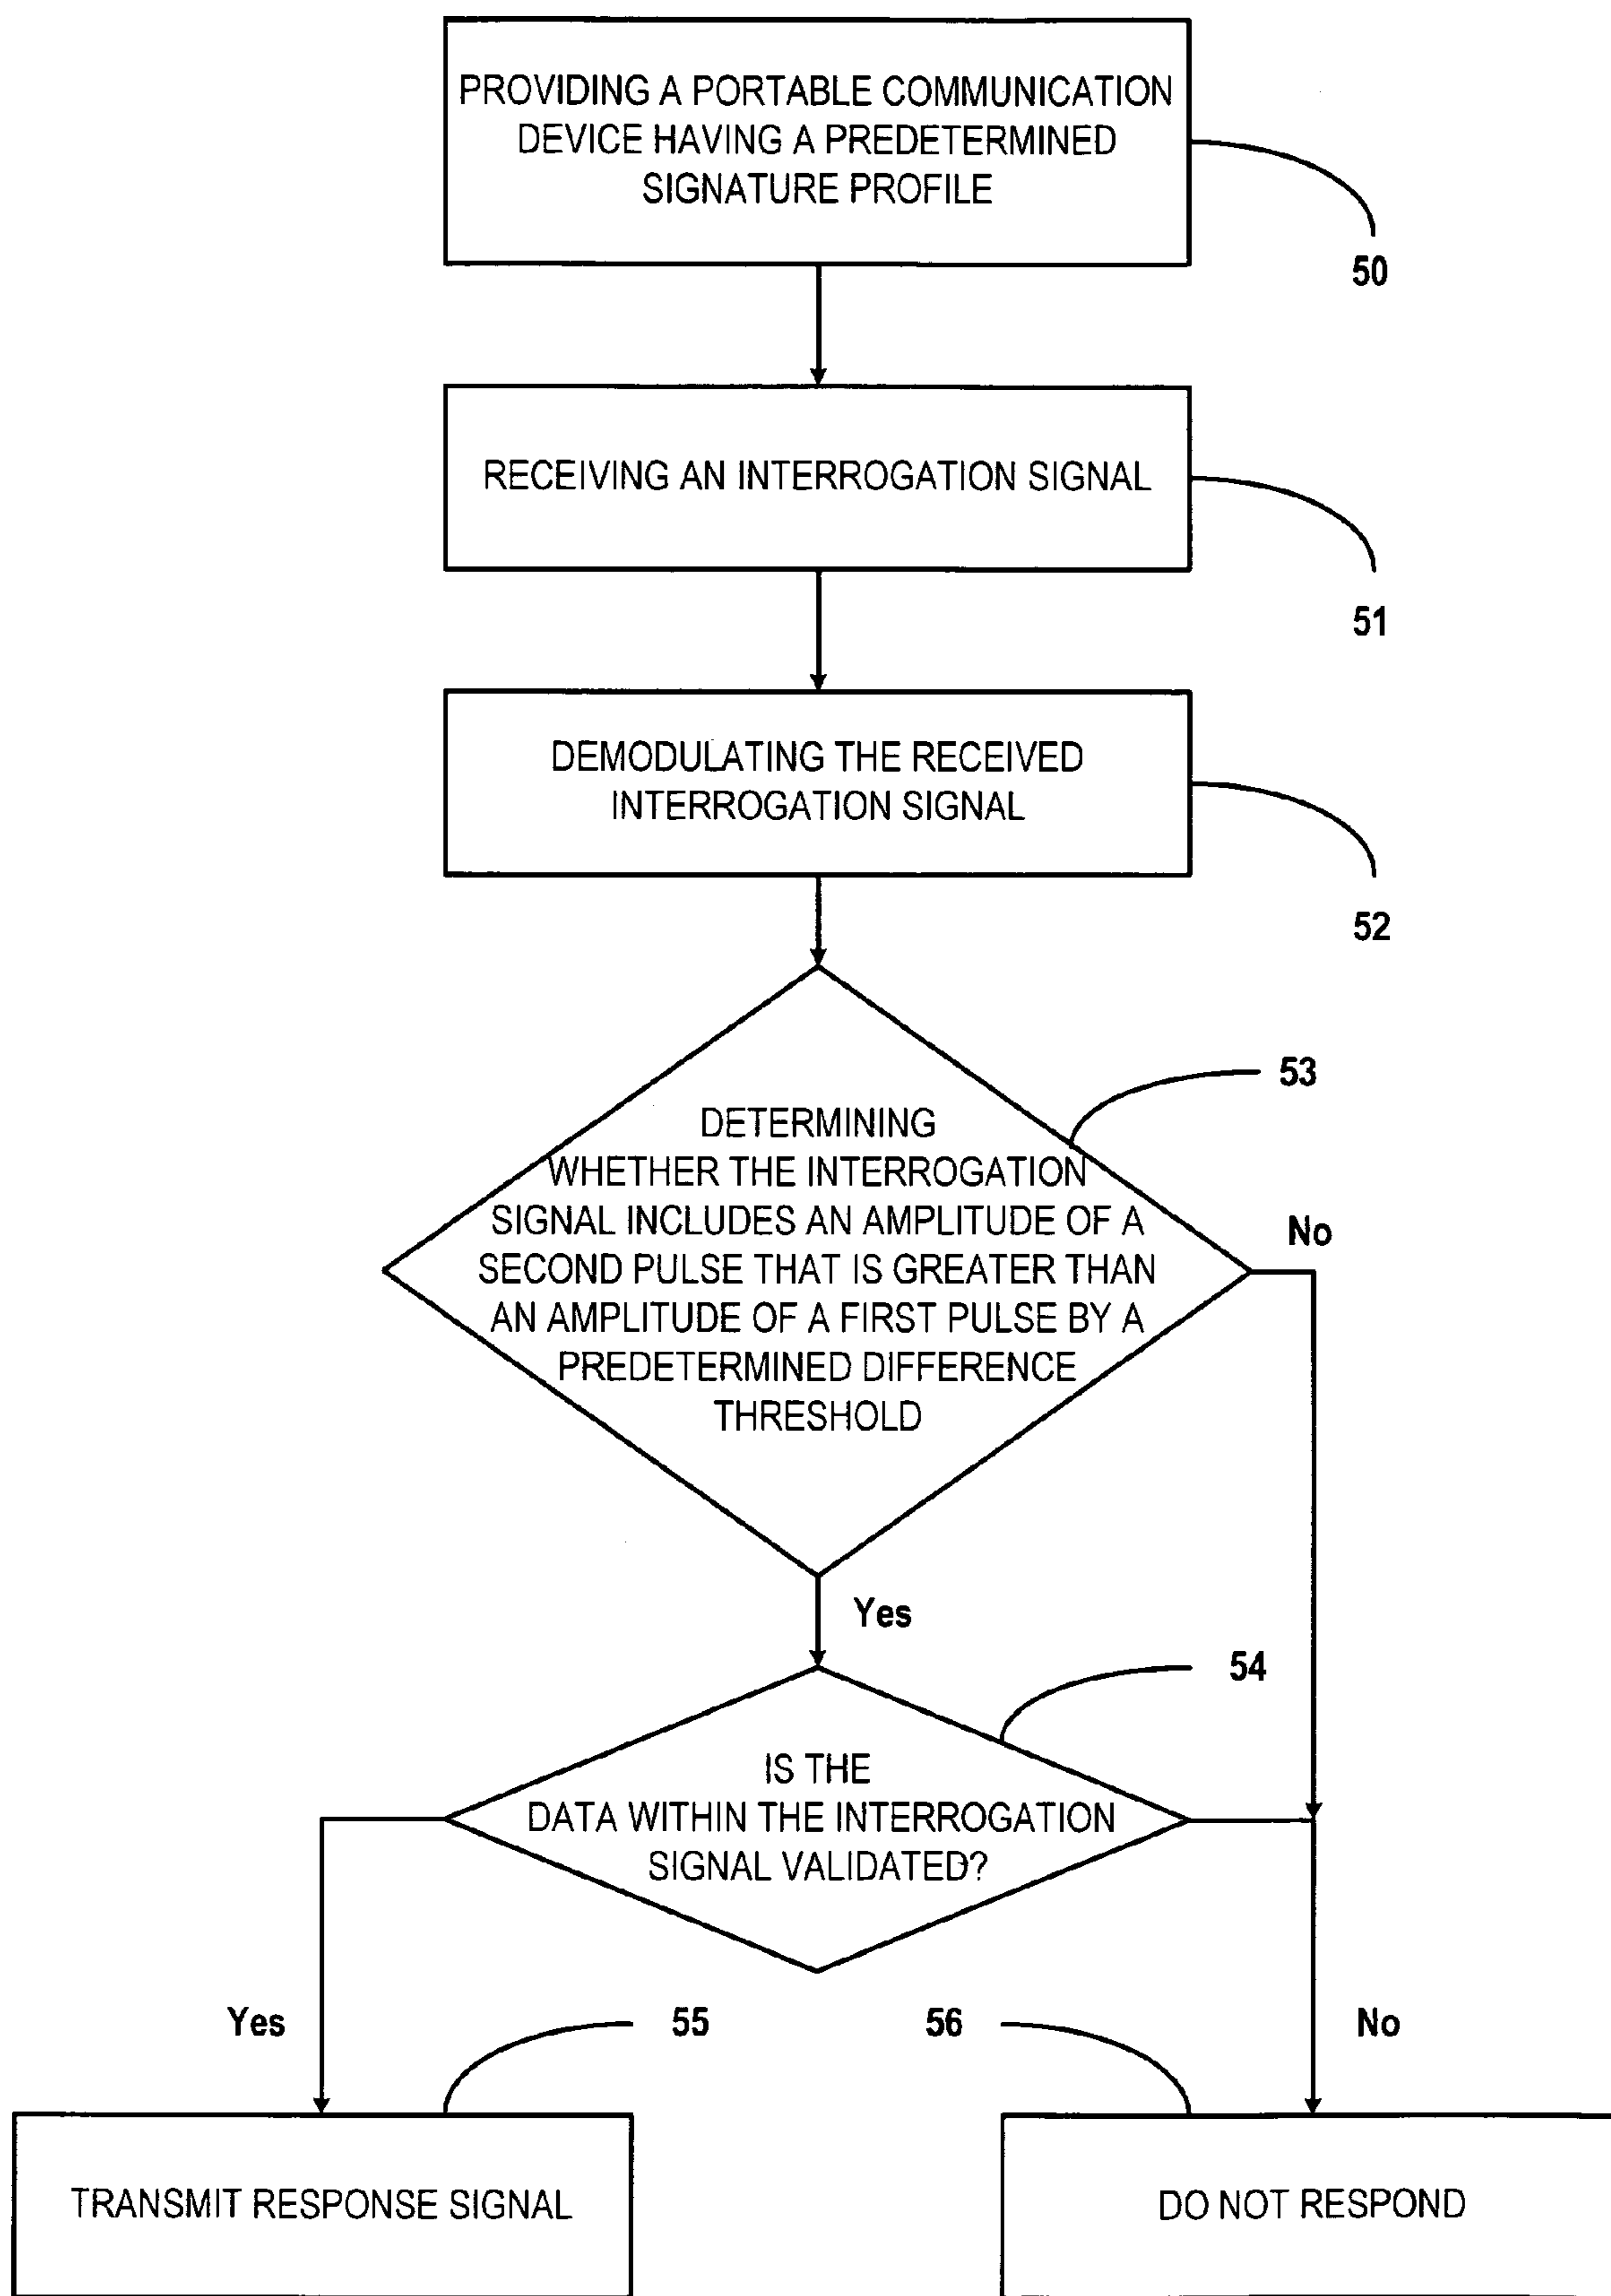 PROVIDING A PORTABLE COMMUNICATION
DEVICE HAVING A PREDETERMINED
SIGNATURE PROFILE
50
RECEIVING AN INTERROGATION SIGNAL
51
DEMODULATING THE RECEIVED
INTERROGATION SIGNAL
52
53
DETERMINING
WHETHER THE INTERROGATION
SIGNAL INCLUDES AN AMPLITUDE OF A
SECOND PULSE THAT IS GREATER THAN
AN AMPLITUDE OF A FIRST PULSE BY A
PREDETERMINED DIFFERENCE
THRESHOLD
No
Yes
54
IS THE
DATA WITHIN THE INTERROGATION
SIGNAL VALIDATED?
Yes
55
56
No
TRANSMIT RESPONSE SIGNAL
DO NOT RESPOND